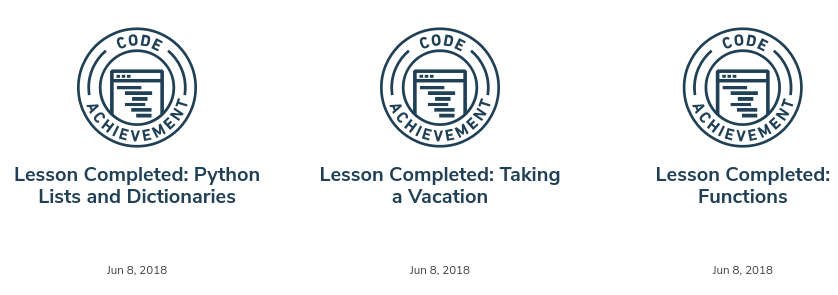 CODE
ACHIEVEMENT
Lesson Completed: Python
Lists and Dictionaries
Jun 8, 2018
CODE
ACHIEVEMENT
Lesson Completed: Taking
a Vacation
Jun 8, 2018
CODE
ACHIEVEMENT
Lesson Completed:
Functions
Jun 8, 2018